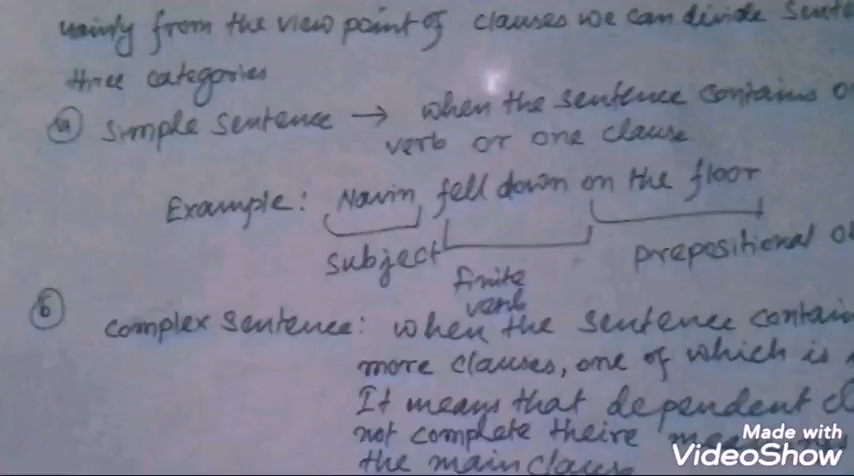 mainly from the view point of clauses we can divide
three categories
(a) Simple Sentence → when the sentence contains
verb or one clause
Example: Navin fell down on the floor
subject
finite
verb
prepositional
(b) complex sentence: when the sentence
more clauses, one of which is
It means that dependent
not complete theire
the main clause
Made with
VideoShow